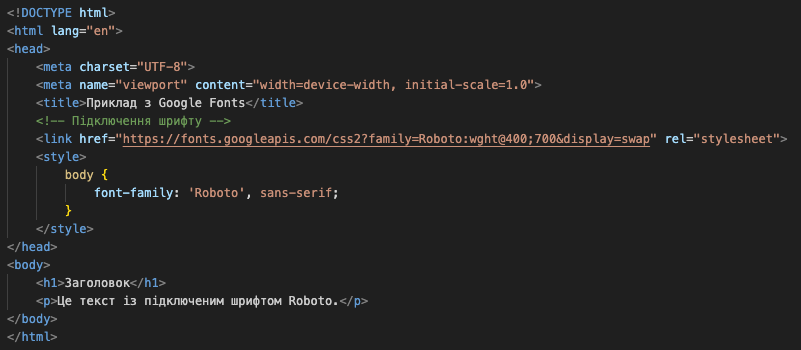 <!DOCTYPE html>
<html lang="en">
<head>
    <meta charset="UTF-8">
    <meta name="viewport" content="width=device-width, initial-scale=1.0">
    <title>Приклад з Google Fonts</title>
    <!-- Підключення шрифту -->
    <link href="https://fonts.googleapis.com/css2?family=Roboto:wght@400;700&display=swap" rel="stylesheet">
    <style>
        body {
            font-family: 'Roboto', sans-serif;
        }
    </style>
</head>
<body>
    <h1>Заголовок</h1>
    <p>Це текст із підключеним шрифтом Roboto.</p>
</body>
</html>